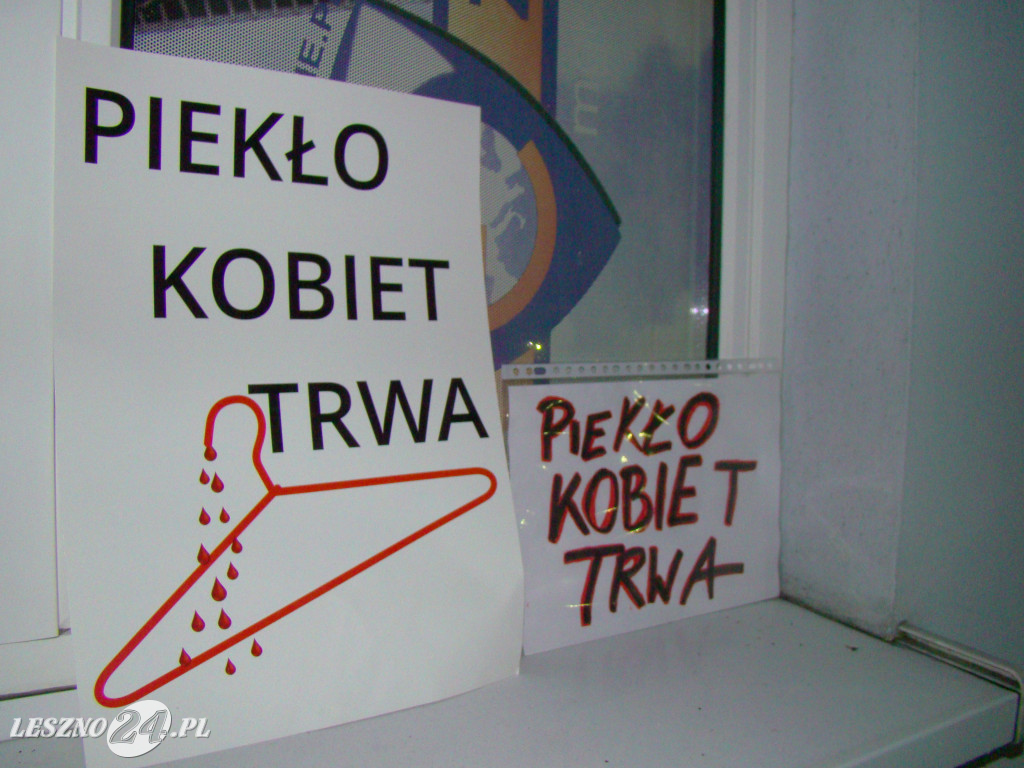 PIEKŁO
KOBIET
TRWA
PIEKŁO
KOBIET
TRWA
LESZNO24.PL